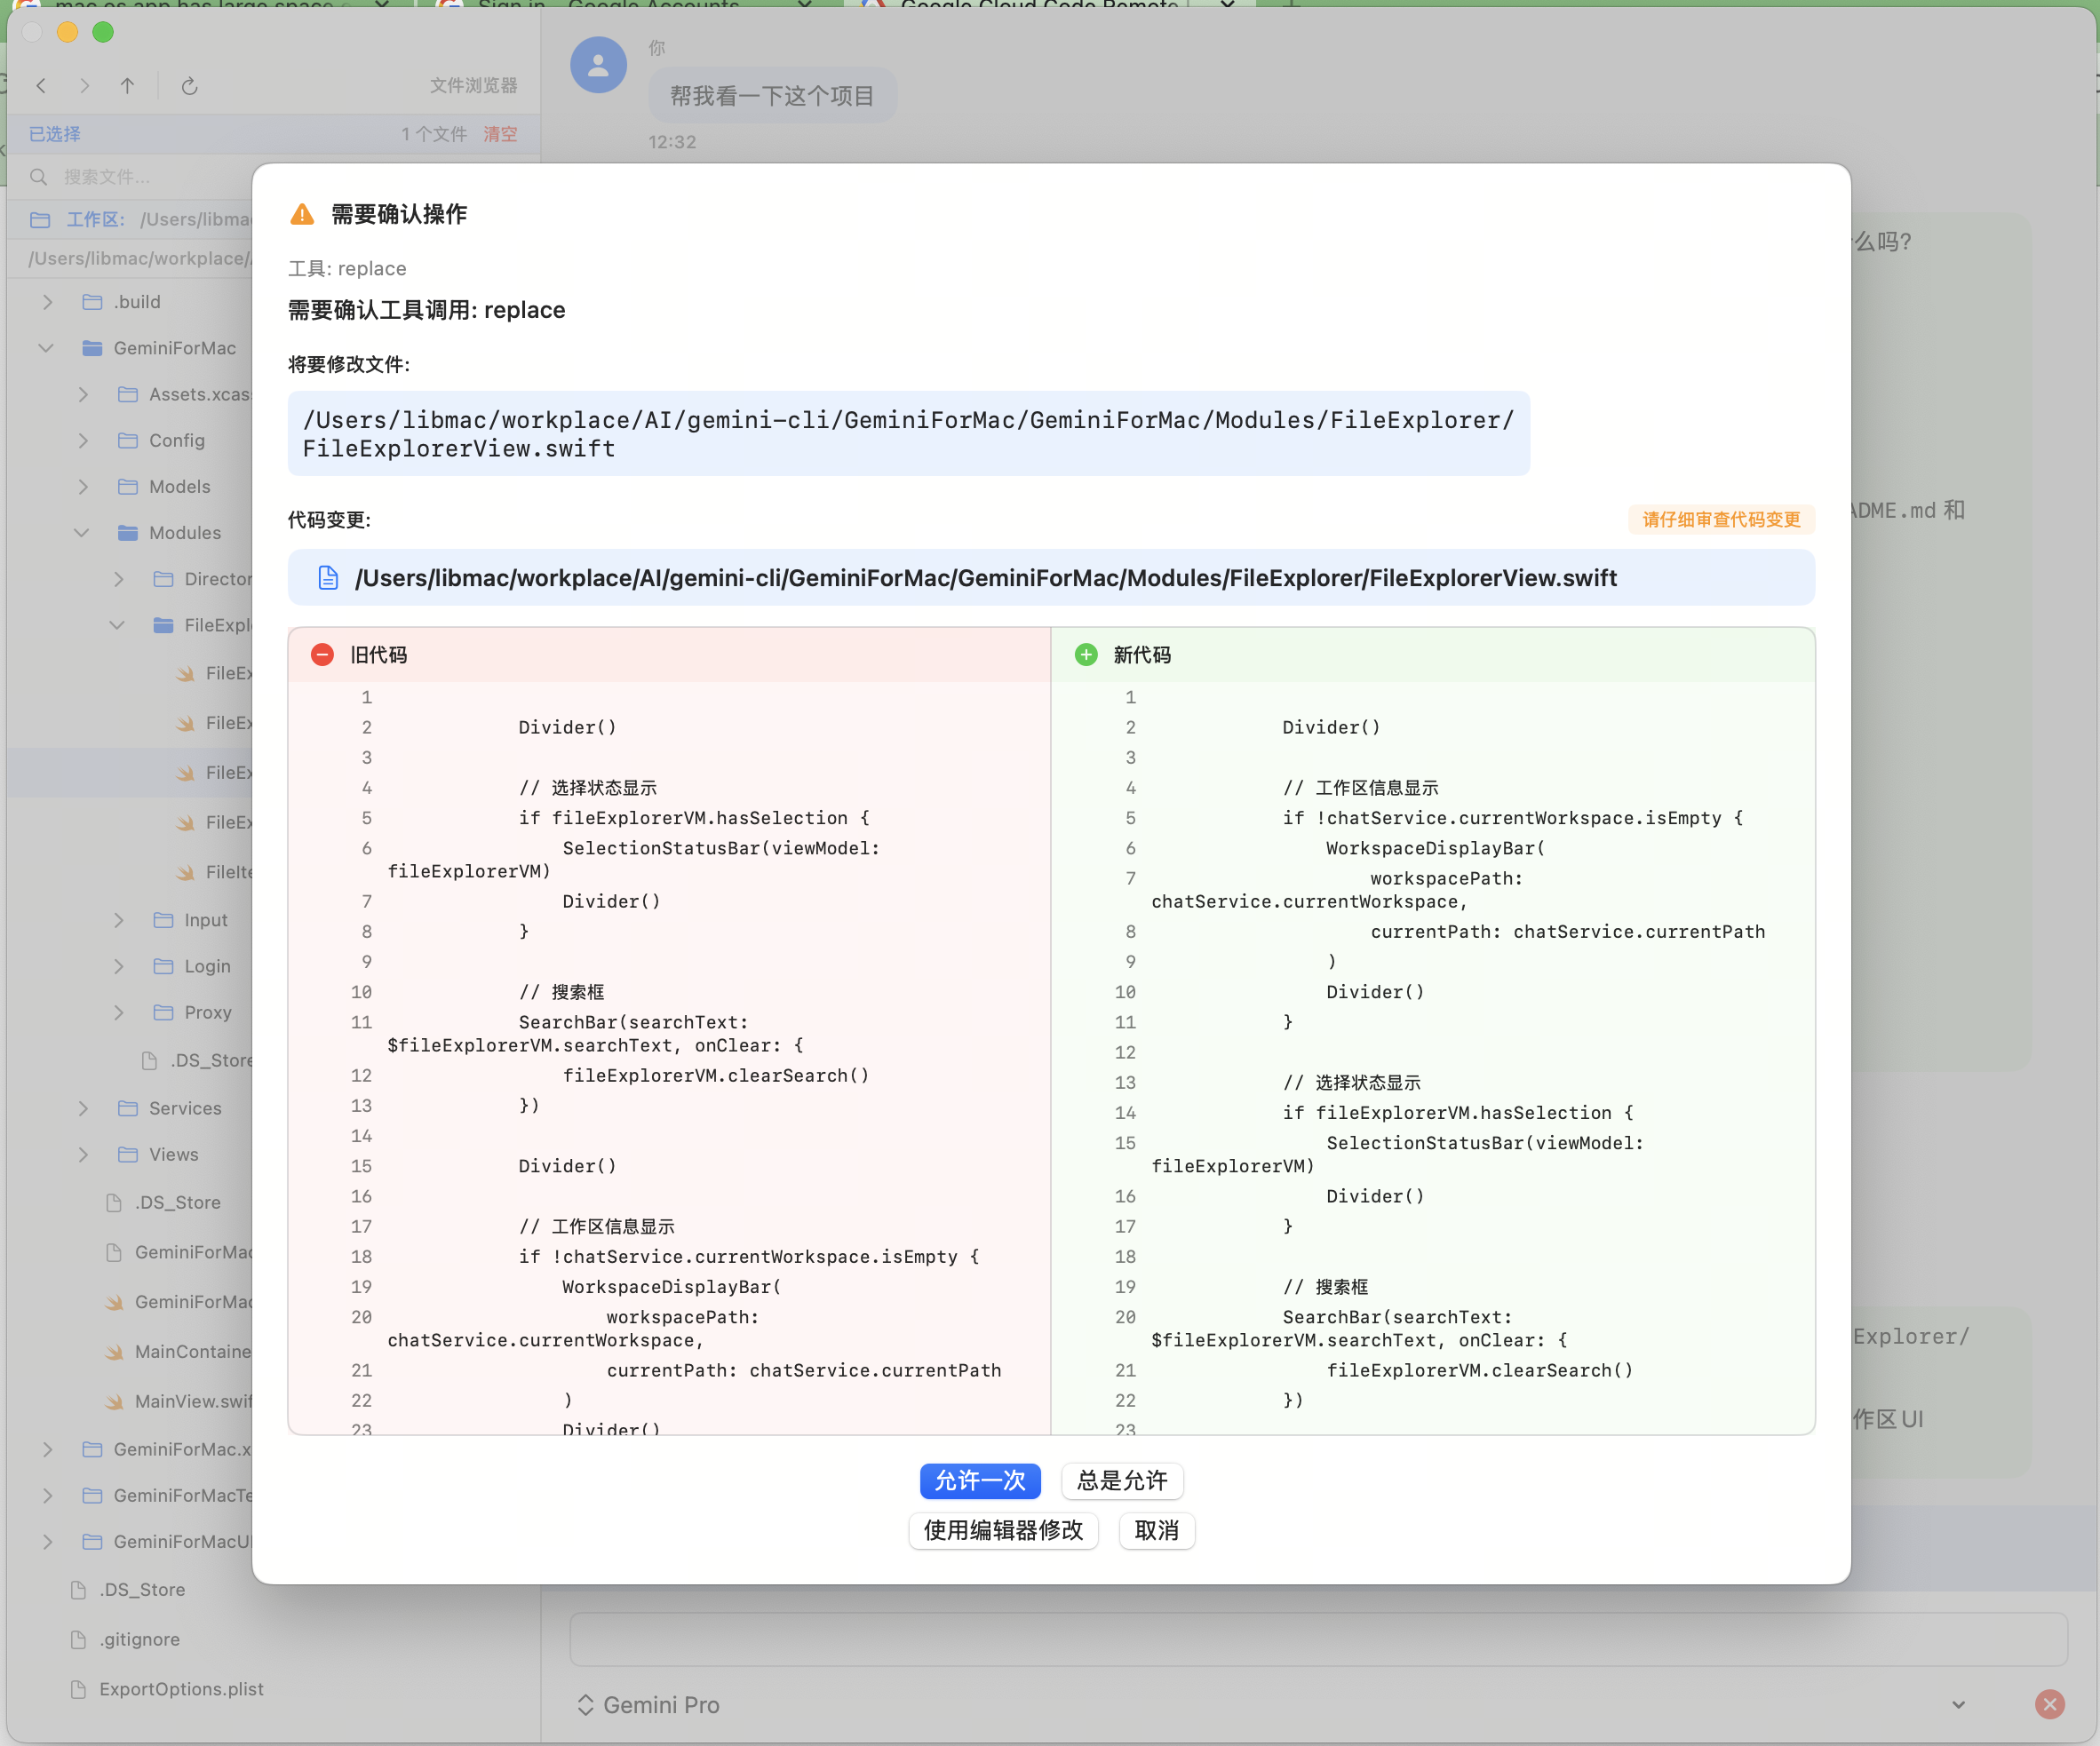 Sign in - Google Accounts
Google Cloud Code Remote
文件浏览器
已选择
1 个文件
清空
搜索文件...
工作区:
/Users/libma
/Users/libmac/workplace/
.build
GeminiForMac
Assets.xcas
Config
Models
Modules
Director
FileExpl
FileEx
FileEx
FileEx
FileEx
FileIte
Input
Login
Proxy
.DS_Store
Services
Views
.DS_Store
GeminiForMac
GeminiForMac
MainContaine
MainView.swif
GeminiForMac.x
GeminiForMacTe
GeminiForMacUI
.DS_Store
.gitignore
ExportOptions.plist
你
帮我看一下这个项目
12:32
么吗?
ADME.md 和
Explorer/
作区 UI
需要确认操作
工具: replace
需要确认工具调用: replace
将要修改文件:
/Users/libmac/workplace/AI/gemini-cli/GeminiForMac/GeminiForMac/Modules/FileExplorer/
FileExplorerView.swift
代码变更:
请仔细审查代码变更
/Users/libmac/workplace/AI/gemini-cli/GeminiForMac/GeminiForMac/Modules/FileExplorer/FileExplorerView.swift
旧代码
1
2 Divider()
3
4 // 选择状态显示
5 if fileExplorerVM.hasSelection {
6 SelectionStatusBar(viewModel:
fileExplorerVM)
7 Divider()
8 }
9
10 // 搜索框
11 SearchBar(searchText:
$fileExplorerVM.searchText, onClear: {
12 fileExplorerVM.clearSearch()
13 })
14
15 Divider()
16
17 // 工作区信息显示
18 if !chatService.currentWorkspace.isEmpty {
19 WorkspaceDisplayBar(
20 workspacePath:
chatService.currentWorkspace,
21 currentPath: chatService.currentPath
22 )
23 Divider()
新代码
1
2 Divider()
3
4 // 工作区信息显示
5 if !chatService.currentWorkspace.isEmpty {
6 WorkspaceDisplayBar(
7 workspacePath:
chatService.currentWorkspace,
8 currentPath: chatService.currentPath
9 )
10 Divider()
11 }
12
13 // 选择状态显示
14 if fileExplorerVM.hasSelection {
15 SelectionStatusBar(viewModel:
fileExplorerVM)
16 Divider()
17 }
18
19 // 搜索框
20 SearchBar(searchText:
$fileExplorerVM.searchText, onClear: {
21 fileExplorerVM.clearSearch()
22 })
23
允许一次
总是允许
使用编辑器修改
取消
Gemini Pro